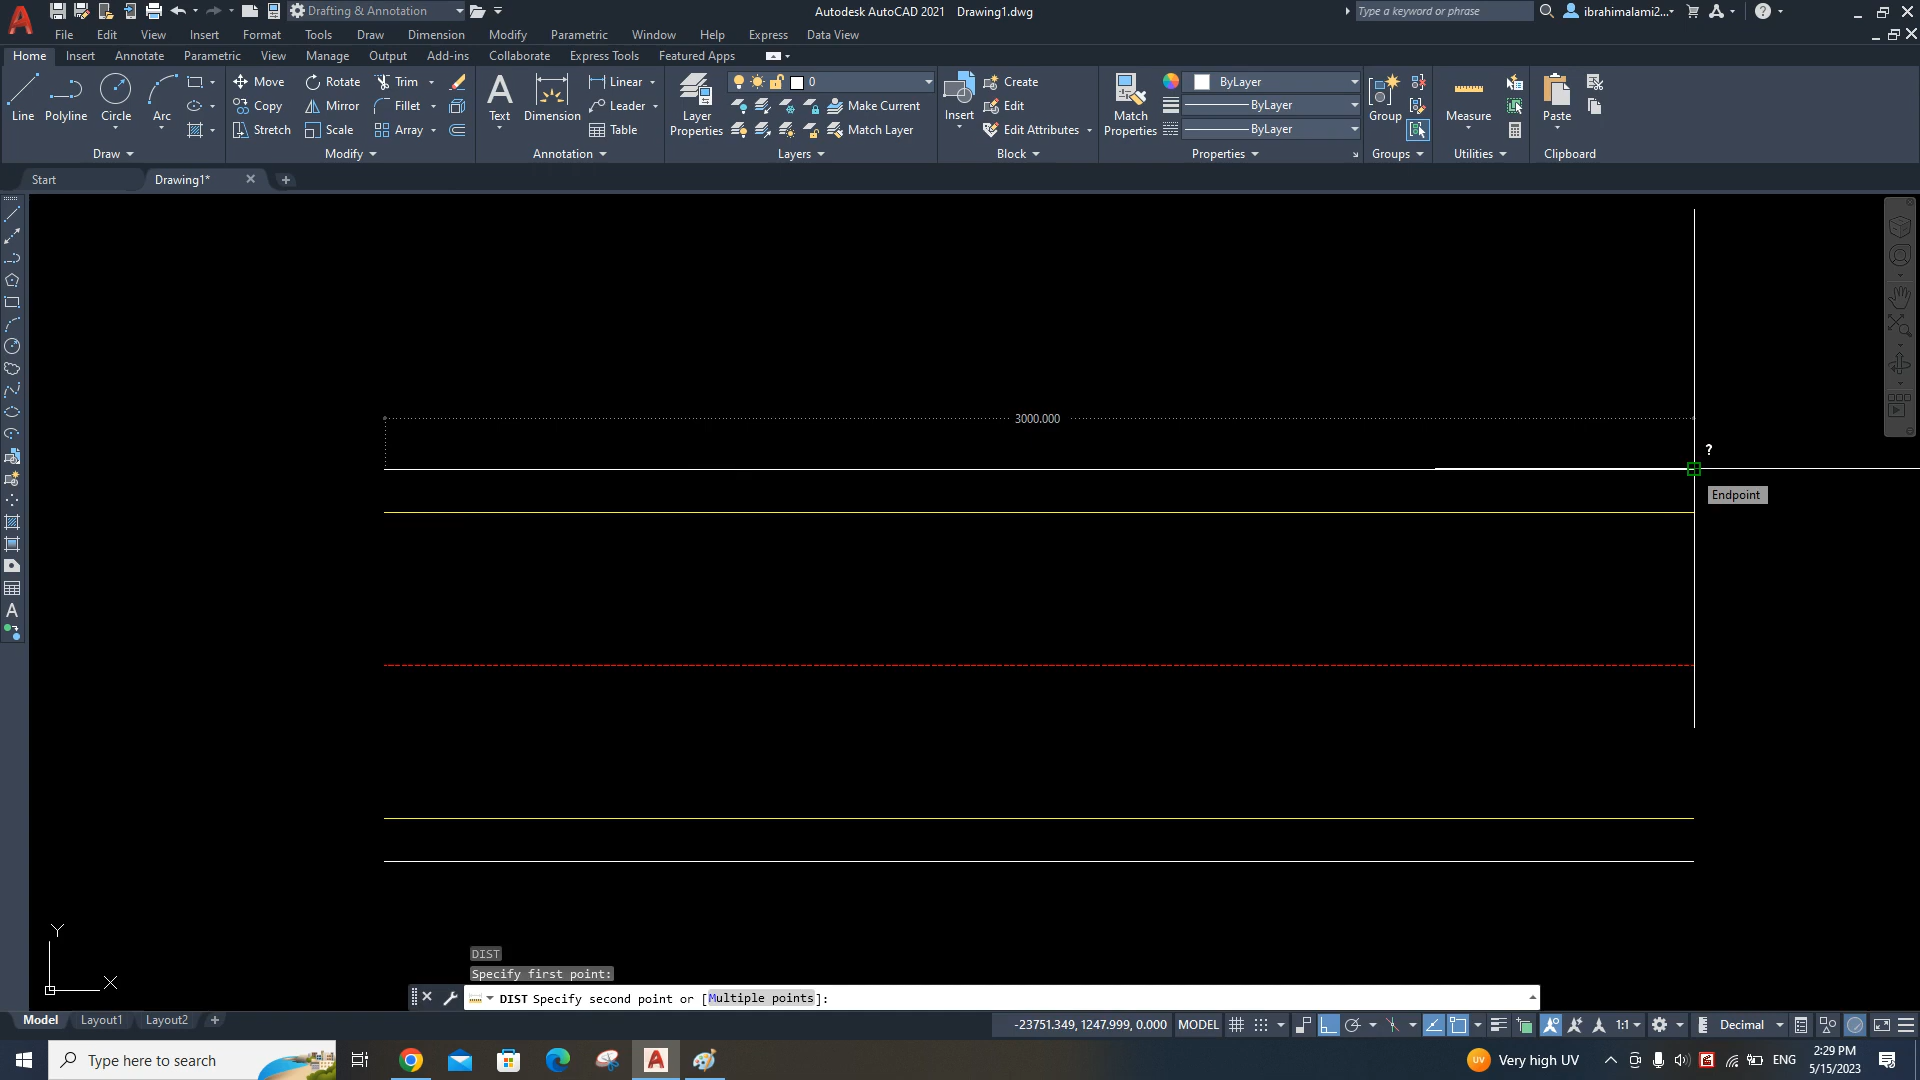 Drafting & Annotation
Autodesk AutoCAD 2021 Drawing1.dwg
Type a keyword or phrase
ibrahimalami2...
File Edit View Insert Format Tools Draw Dimension Modify Parametric Window Help Express Data View
Home Insert Annotate Parametric View Manage Output Add-ins Collaborate Express Tools Featured Apps
Line Polyline Circle Arc
Move Rotate Trim
Copy Mirror Fillet
Stretch Scale Array
Text Dimension
Linear
Leader
Table
Layer Properties
0
Make Current
Match Layer
Insert
Create
Edit
Edit Attributes
Match Properties
ByLayer
ByLayer
ByLayer
Group
Measure
Paste
Draw Modify Annotation Layers Block Properties Groups Utilities Clipboard
Start Drawing1*
3000.000
?
Endpoint
Y
X
DIST
Specify first point:
DIST Specify second point or [Multiple points]:
Model Layout1 Layout2
-23751.349, 1247.999, 0.000 MODEL 1:1 Decimal
Type here to search
UV Very high UV
ENG
2:29 PM
5/15/2023